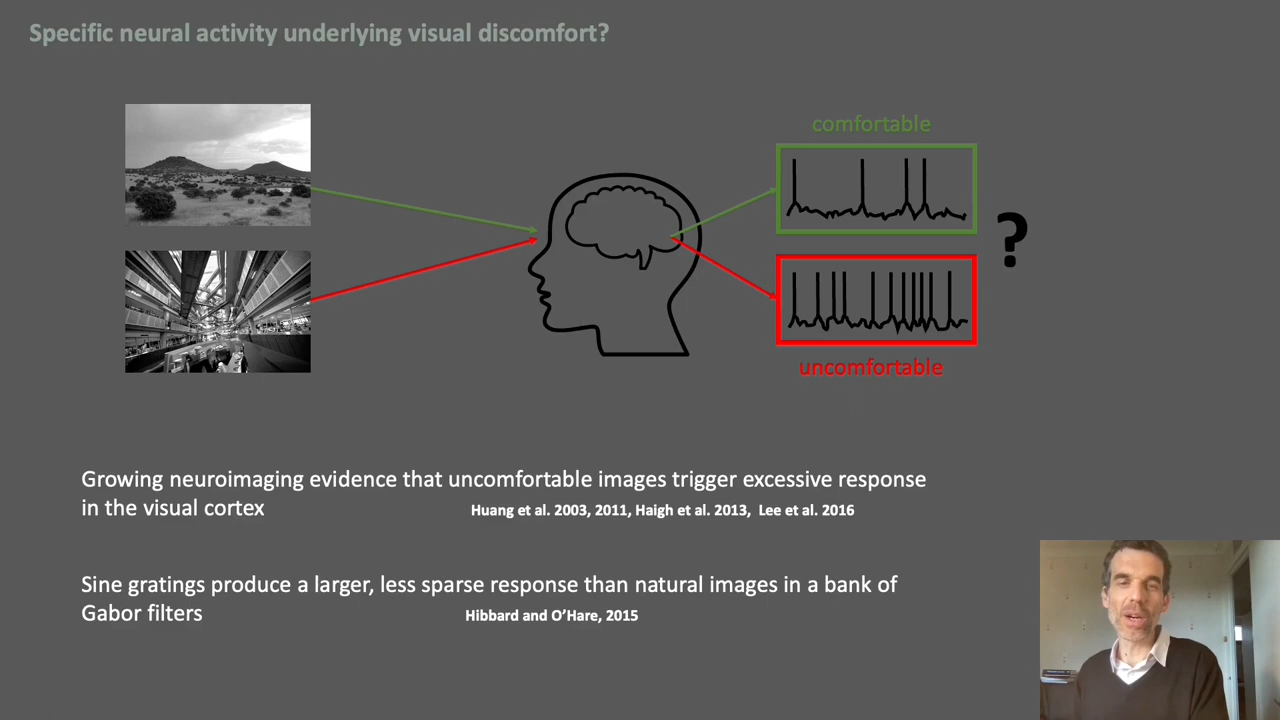 Specific neural activity underlying visual discomfort?
comfortable
?
uncomfortable
Growing neuroimaging evidence that uncomfortable images trigger excessive response
in the visual cortex
Huang et al. 2003, 2011, Haigh et al. 2013,  Lee et al. 2016
Sine gratings produce a larger, less sparse response than natural images in a bank of
Gabor filters
Hibbard and O’Hare, 2015